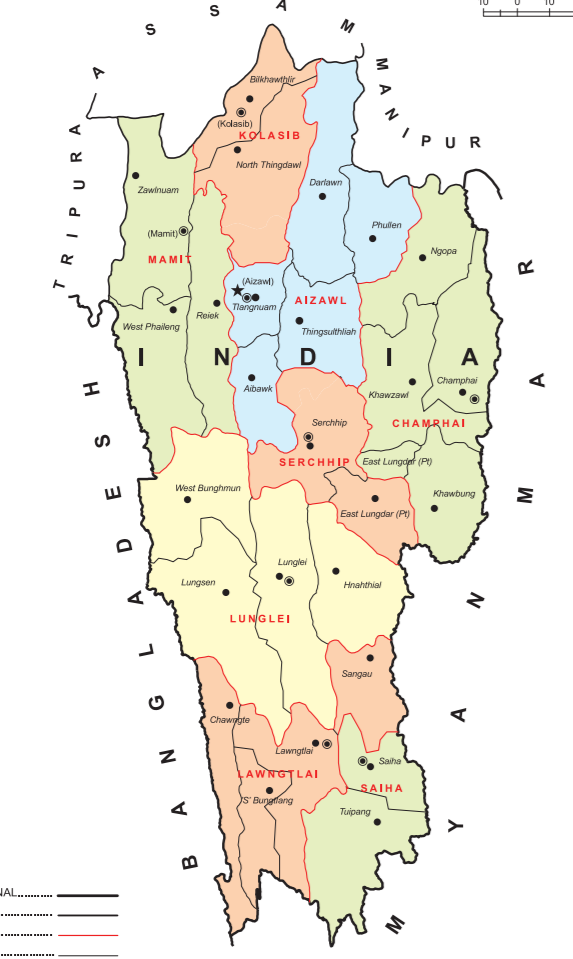 10 0 10
ASSAM
MANIPUR
TRIPURA
Bilkhawthlir
(Kolasib)
KOLASIB
North Thingdawl
Zawlnuam
Darlawn
(Mamit)
Phullen
MAMIT
Ngopa
(Aizawl)
Tlangnuam
AIZAWL
Reiek
West Phaileng
Thingsulthliah
INDIA
Aibawk
Khawzawl
Champhai
CHAMPHAI
Serchhip
SERCHHIP
East Lungdar (Pt)
West Bunghmun
East Lungdar (Pt)
Khawbung
Lunglei
Lungsen
Hnahthial
LUNGLEI
Sangau
Chawngte
Lawngtlai
Saiha
LAWNGTLAI
SAIHA
'S' Bungtlang
Tuipang
BANGLADESH
MYANMAR
NAL